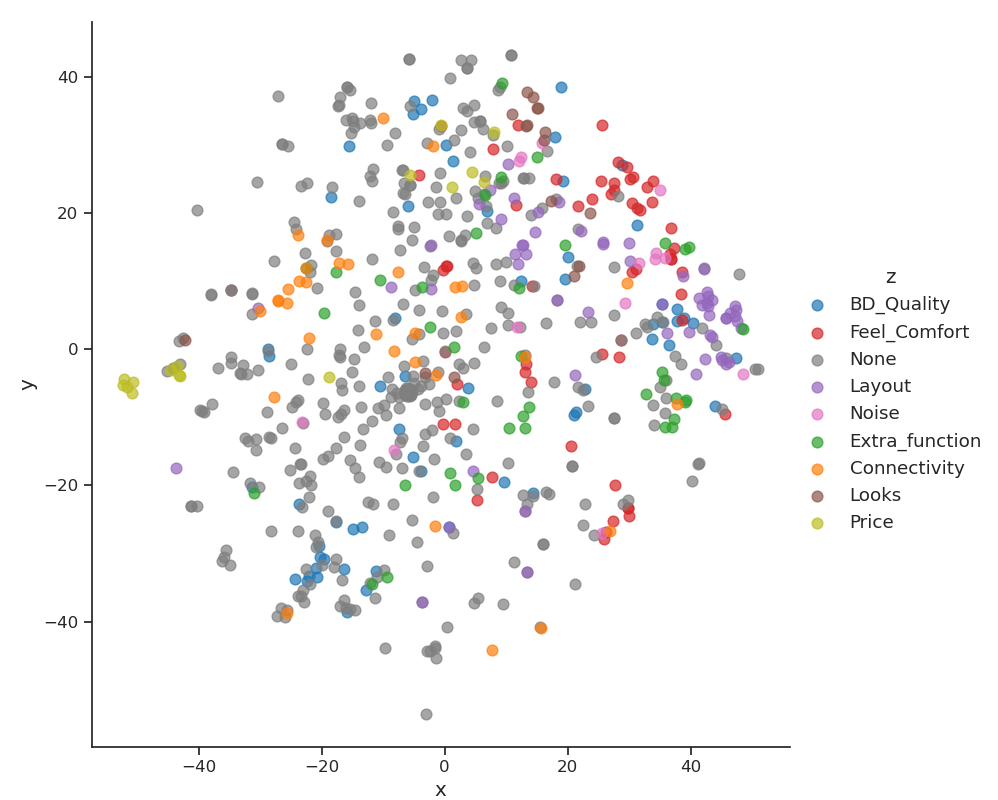 40
20
0
−20
−40
y
−40
−20
0
20
40
x
z
BD_Quality
Feel_Comfort
None
Layout
Noise
Extra_function
Connectivity
Looks
Price